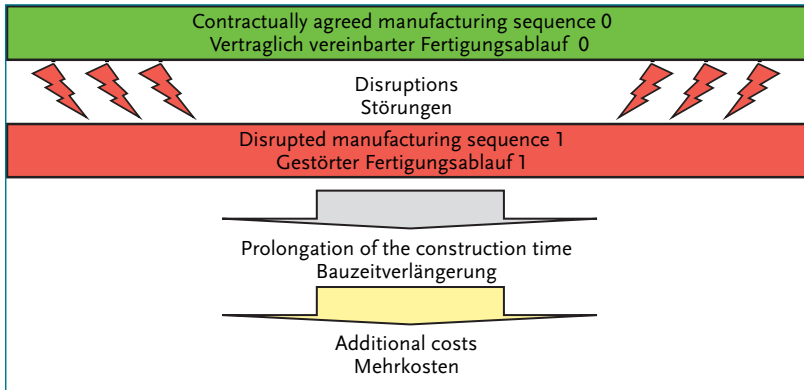 Contractually agreed manufacturing sequence 0
Vertraglich vereinbarter Fertigungsablauf 0
Disruptions
Störungen
Disrupted manufacturing sequence 1
Gestörter Fertigungsablauf 1
Prolongation of the construction time
Bauzeitverlängerung
Additional costs
Mehrkosten